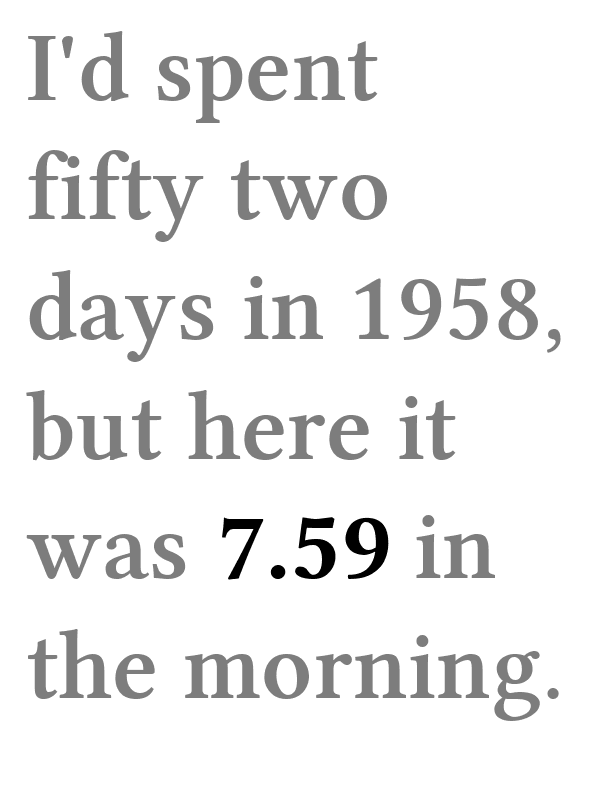 I'd spent
fifty two
days in 1958,
but here it
was 7.59 in
the morning.